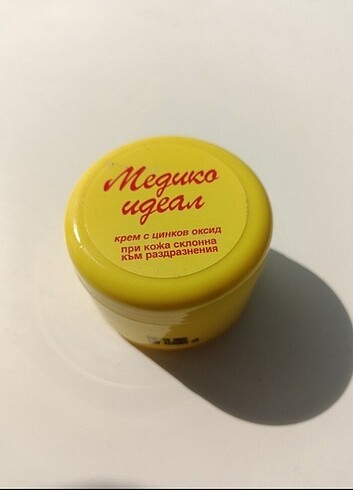 Медико
идеал
крем с цинков оксид
при кожа склонна
към раздразнения